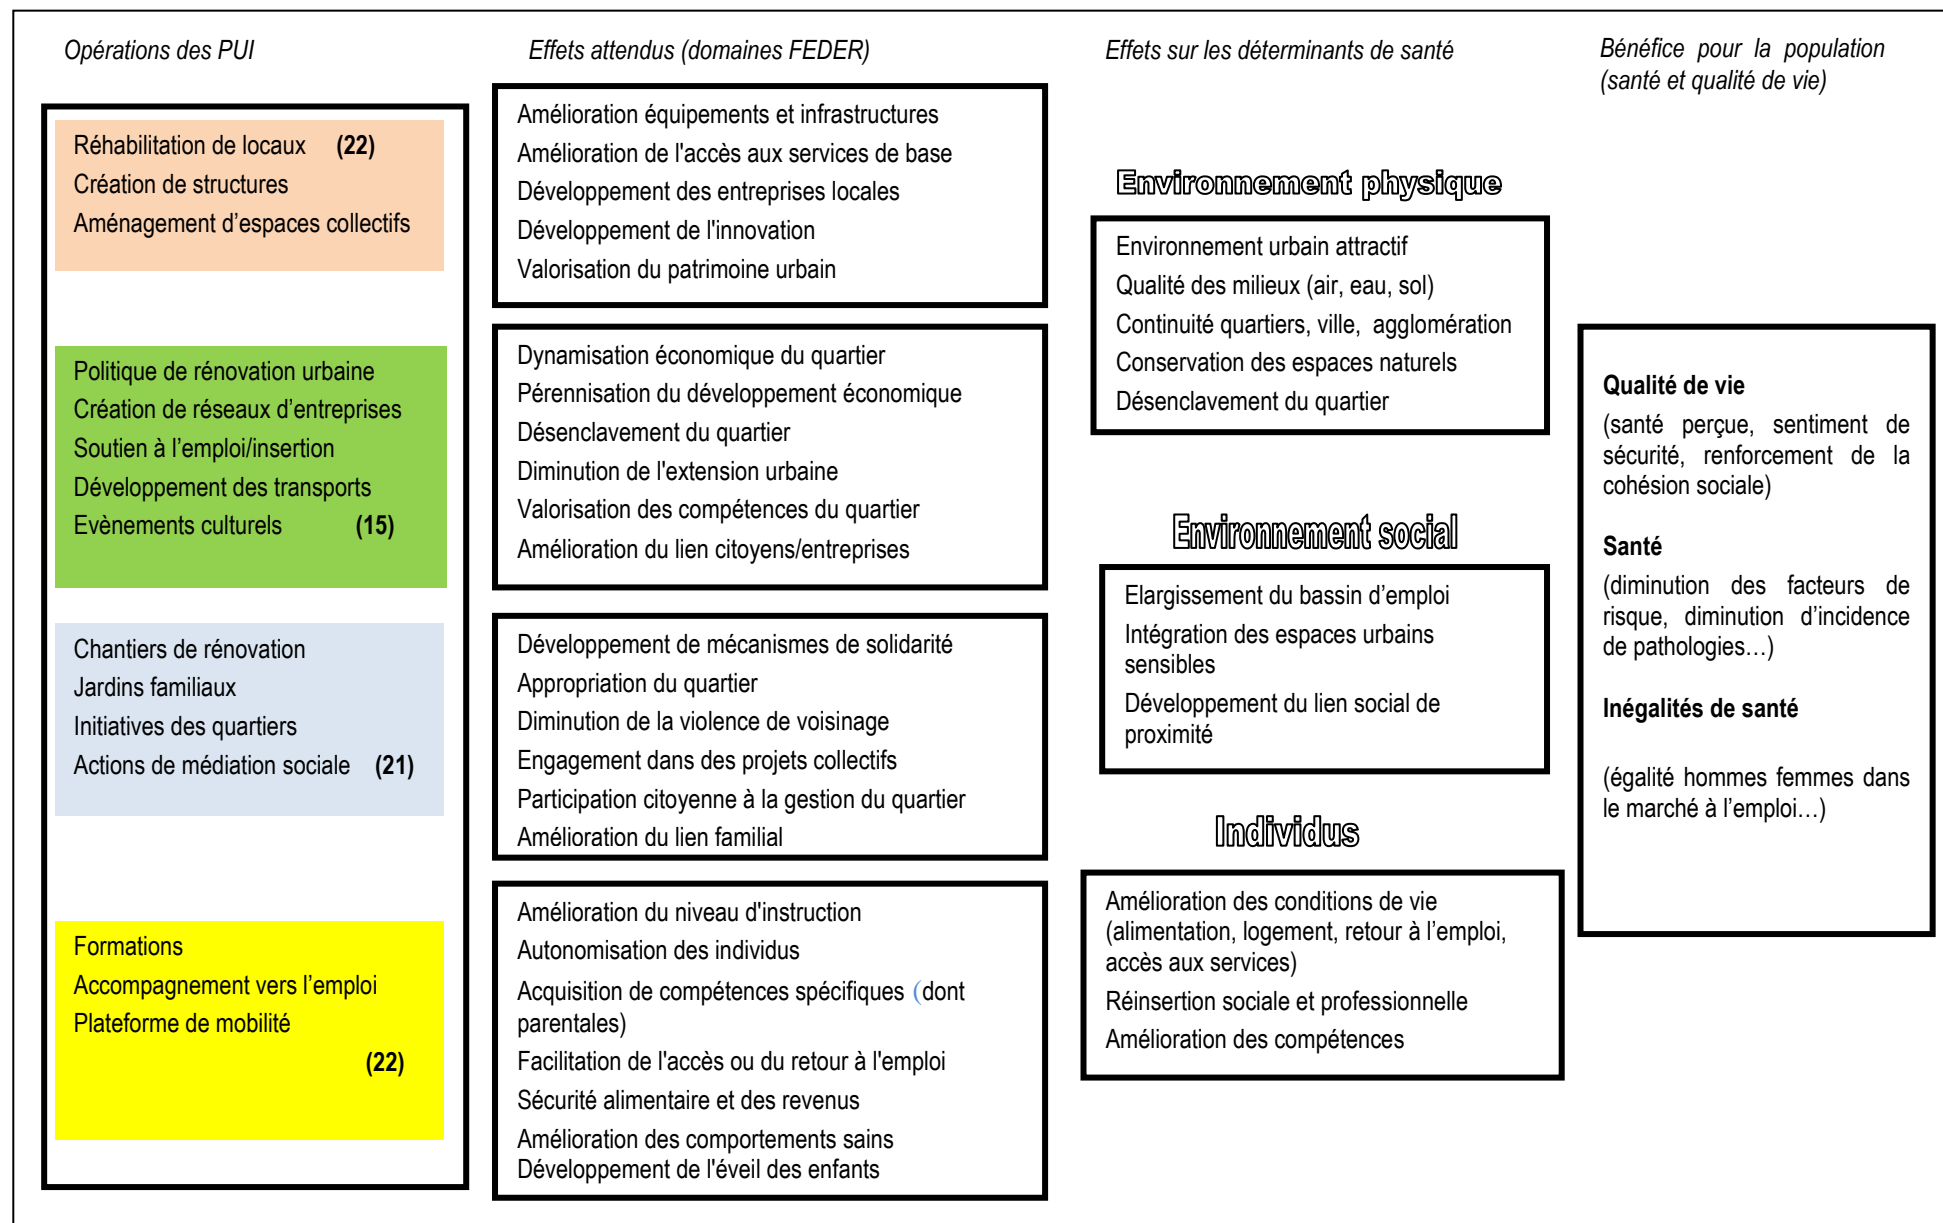 Opérations des PUI
Effets attendus (domaines FEDER)
Effets sur les déterminants de santé
Bénéfice pour la population
(santé et qualité de vie)
Réhabilitation de locaux (22)
Création de structures
Aménagement d’espaces collectifs
Politique de rénovation urbaine
Création de réseaux d’entreprises
Soutien à l’emploi/insertion
Développement des transports
Evènements culturels (15)
Chantiers de rénovation
Jardins familiaux
Initiatives des quartiers
Actions de médiation sociale (21)
Formations
Accompagnement vers l’emploi
Plateforme de mobilité
(22)
Amélioration équipements et infrastructures
Amélioration de l'accès aux services de base
Développement des entreprises locales
Développement de l'innovation
Valorisation du patrimoine urbain
Dynamisation économique du quartier
Pérennisation du développement économique
Désenclavement du quartier
Diminution de l'extension urbaine
Valorisation des compétences du quartier
Amélioration du lien citoyens/entreprises
Développement de mécanismes de solidarité
Appropriation du quartier
Diminution de la violence de voisinage
Engagement dans des projets collectifs
Participation citoyenne à la gestion du quartier
Amélioration du lien familial
Amélioration du niveau d'instruction
Autonomisation des individus
Acquisition de compétences spécifiques (dont
parentales)
Facilitation de l'accès ou du retour à l'emploi
Sécurité alimentaire et des revenus
Amélioration des comportements sains
Développement de l'éveil des enfants
Environnement physique
Environnement urbain attractif
Qualité des milieux (air, eau, sol)
Continuité quartiers, ville, agglomération
Conservation des espaces naturels
Désenclavement du quartier
Environnement social
Elargissement du bassin d’emploi
Intégration des espaces urbains
sensibles
Développement du lien social de
proximité
Individus
Amélioration des conditions de vie
(alimentation, logement, retour à l’emploi,
accès aux services)
Réinsertion sociale et professionnelle
Amélioration des compétences
Qualité de vie
(santé perçue, sentiment de
sécurité, renforcement de la
cohésion sociale)
Santé
(diminution des facteurs de
risque, diminution d’incidence
de pathologies…)
Inégalités de santé
(égalité hommes femmes dans
le marché à l’emploi…)